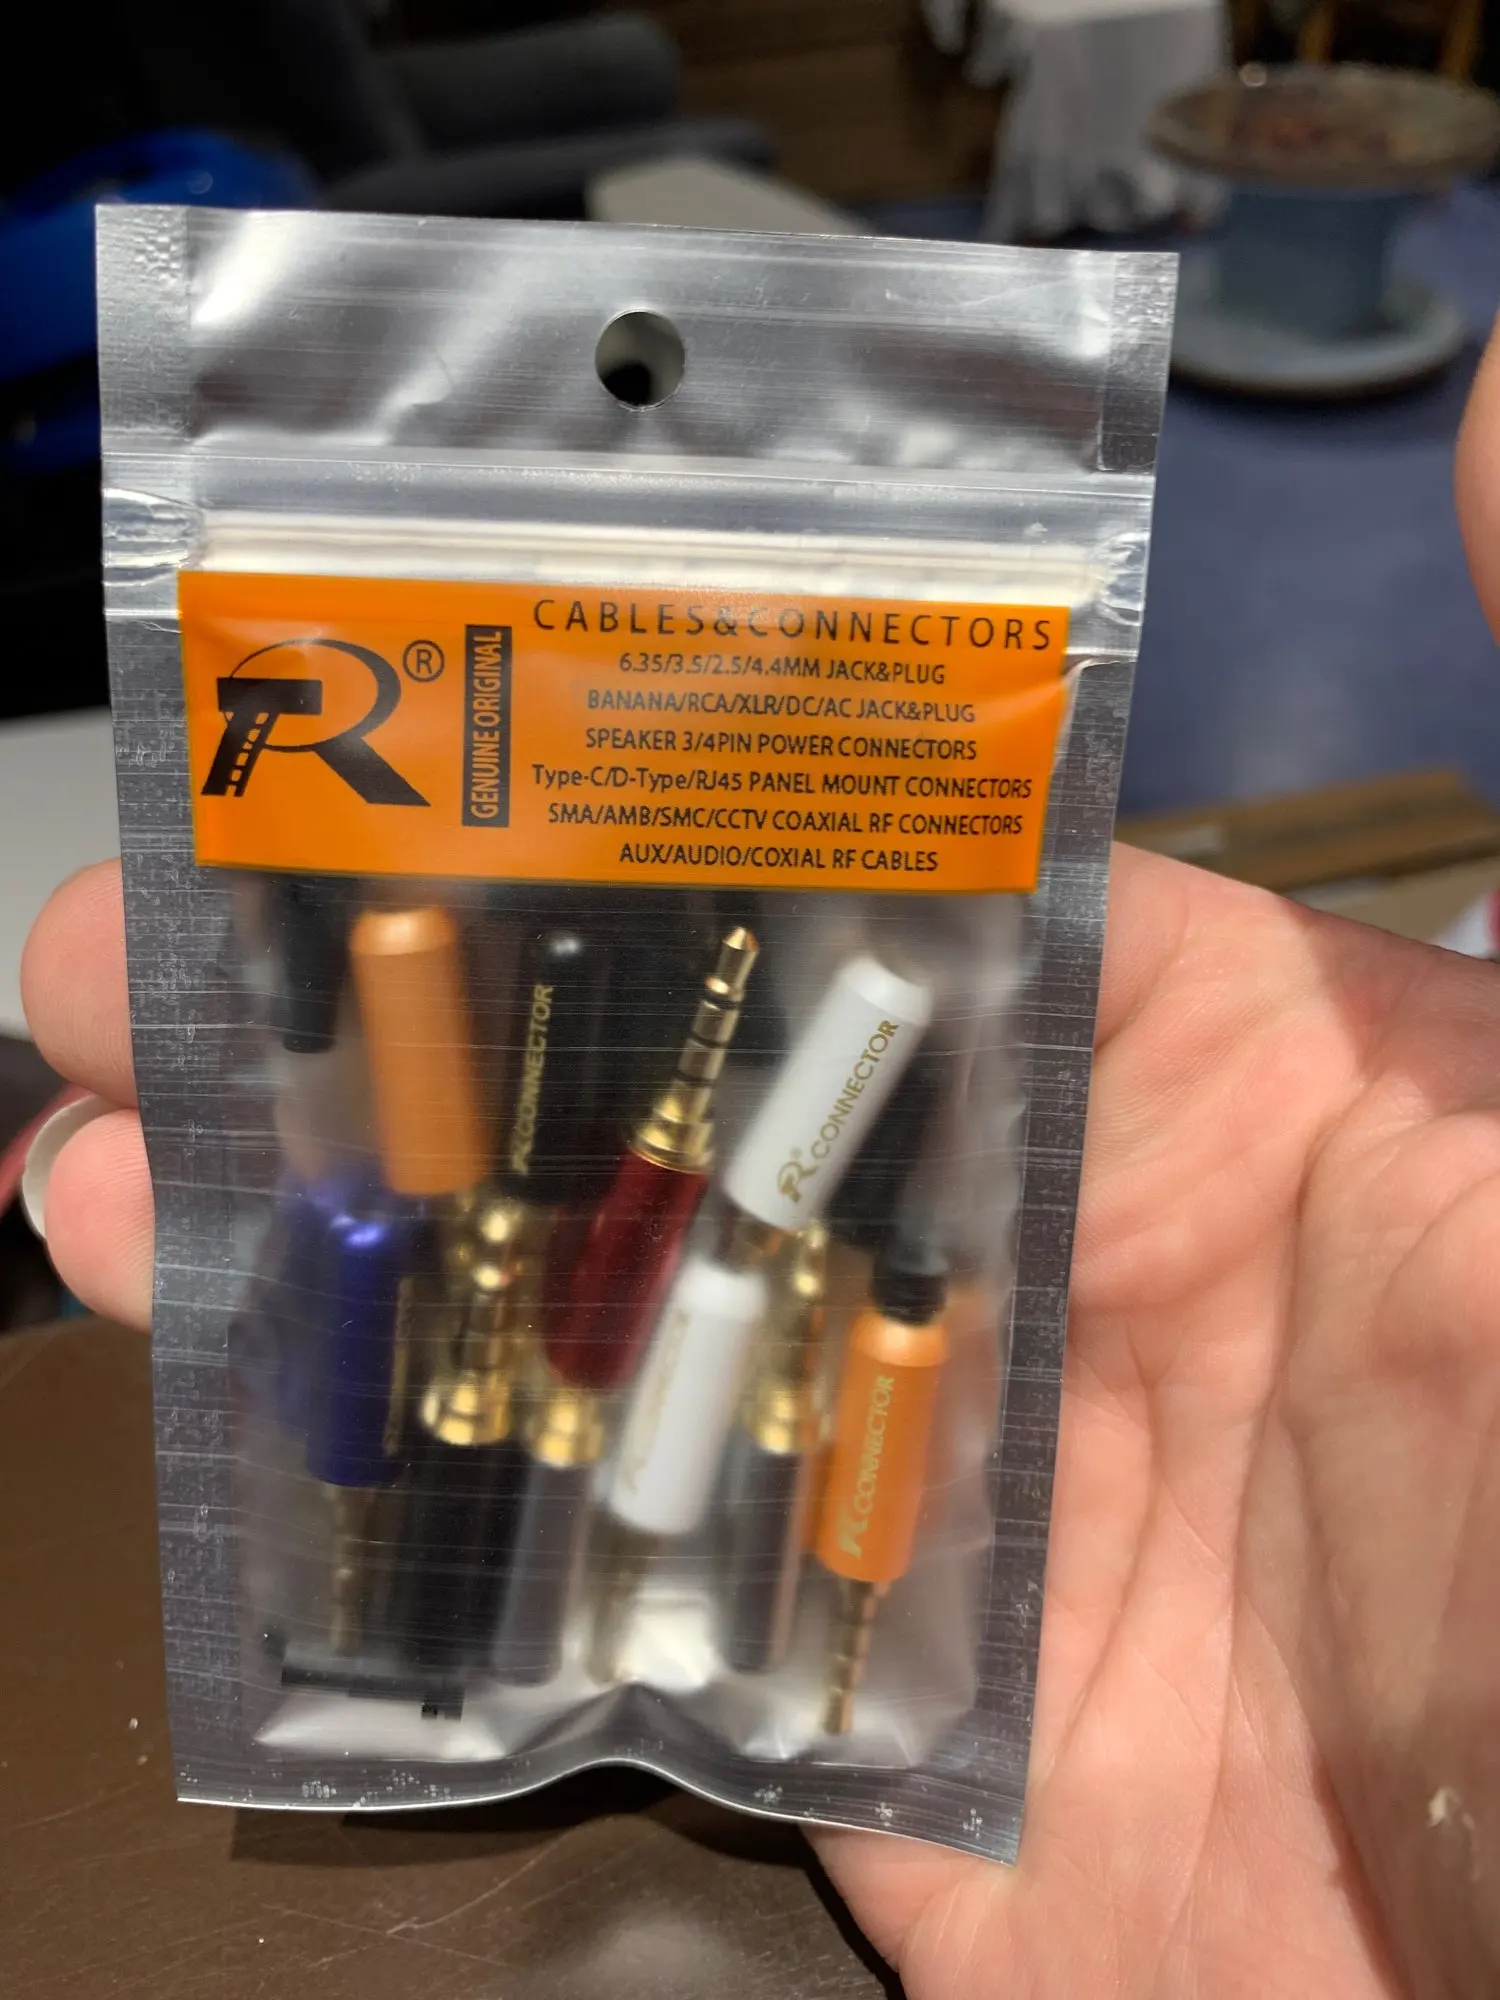 R®
GENUINE ORIGINAL
CABLES&CONNECTORS
6.35/3.5/2.5/4.4MM JACK&PLUG
BANANA/RCA/XLR/DC/AC JACK&PLUG
SPEAKER 3/4PIN POWER CONNECTORS
Type-C/D-Type/RJ45 PANEL MOUNT CONNECTORS
SMA/AMB/SMC/CCTV COAXIAL RF CONNECTORS
AUX/AUDIO/COXIAL RF CABLES
R CONNECTOR
R® CONNECTOR
R CONNECTOR